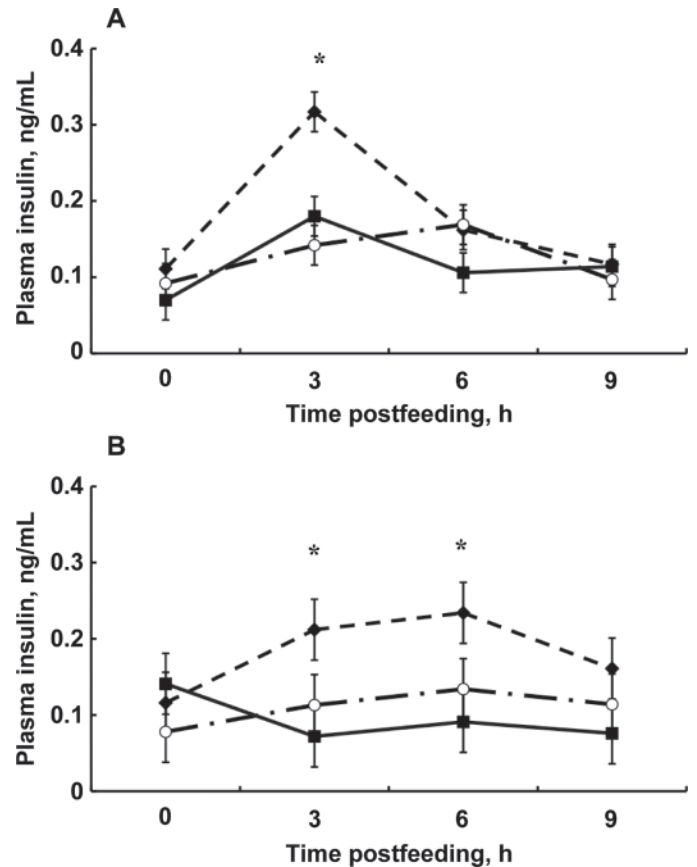 A
Plasma insulin, ng/mL
0.4
0.3
0.2
0.1
0
*
0 3 6 9
Time postfeeding, h
B
Plasma insulin, ng/mL
0.4
0.3
0.2
0.1
0
* *
0 3 6 9
Time postfeeding, h